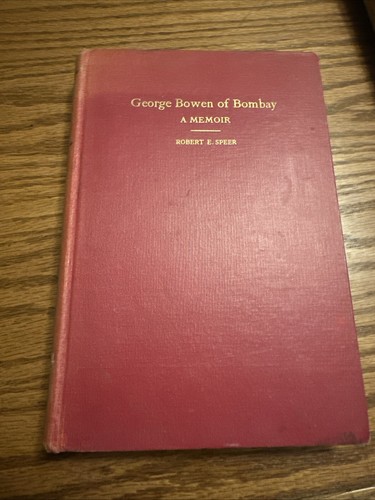 George Bowen of Bombay
A MEMOIR
ROBERT E. SPEER